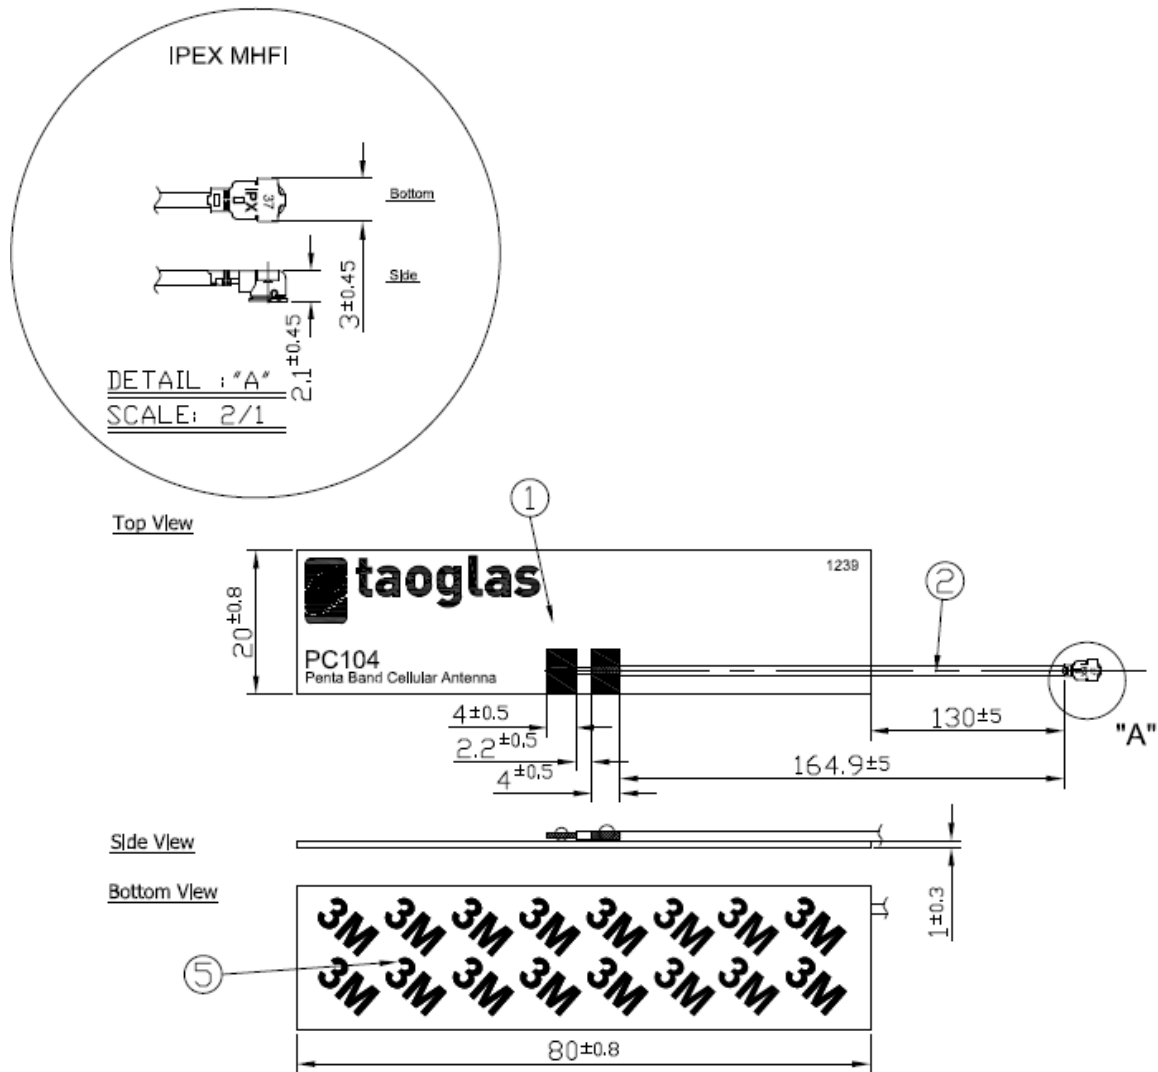 IPEX MHFI
IPX
37
Bottom
Side
3±0.45
2.1±0.45
DETAIL :"A"
SCALE: 2/1
Top View
1
taoglas
1239
2
20±0.8
PC104
Penta Band Cellular Antenna
4±0.5
2.2±0.5
4±0.5
130±5
164.9±5
"A"
Side View
1±0.3
Bottom View
3M 3M 3M 3M 3M 3M 3M 3M
3M 3M 3M 3M 3M 3M 3M 3M
5
80±0.8